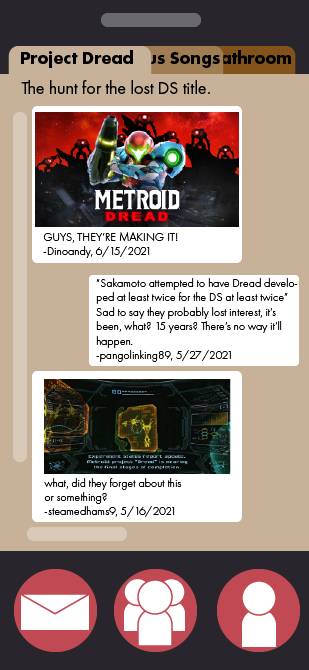 Project Dread
us Songs
athroom
The hunt for the lost DS title.
METROID
DREAD
GUYS, THEY'RE MAKING IT!
-Dinoandy, 6/15/2021
"Sakamoto attempted to have Dread develo-
ped at least twice for the DS at least twice"
Sad to say they probably lost interest, it's
been, what? 15 years? There's no way it'll
happen.
-pangolinking89, 5/27/2021
Experiment status report update.
Metroid project "Dread" is nearing
the final stages of completion.
what, did they forget about this
or something?
-steamedhams9, 5/16/2021